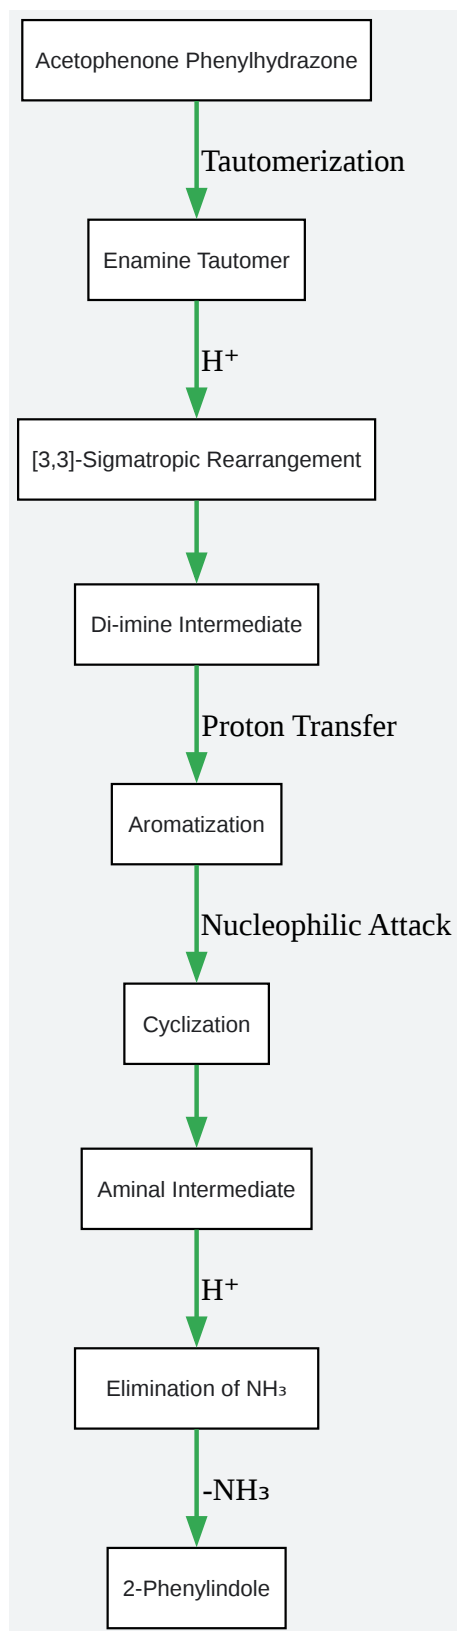 Acetophenone Phenylhydrazone
Tautomerization
Enamine Tautomer
H⁺
[3,3]-Sigmatropic Rearrangement
Di-imine Intermediate
Proton Transfer
Aromatization
Nucleophilic Attack
Cyclization
Aminal Intermediate
H⁺
Elimination of NH₃
-NH₃
2-Phenylindole